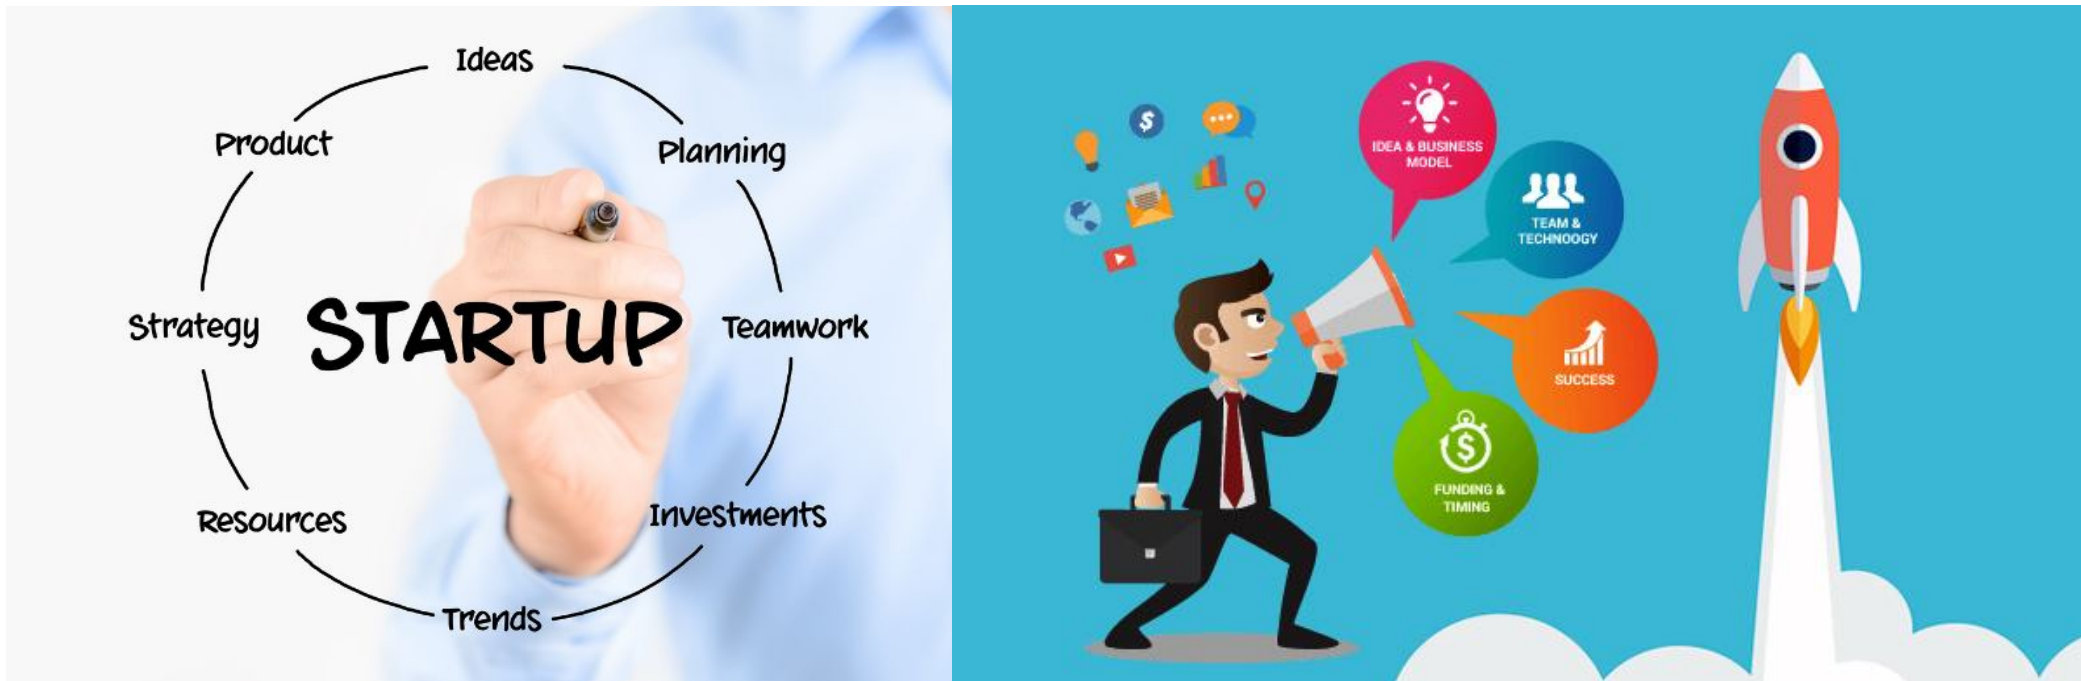 Ideas
Product
Planning
Strategy
STARTUP
Teamwork
Resources
Investments
Trends
$
IDEA & BUSINESS
MODEL
TEAM &
TECHNOOGY
SUCCESS
$
FUNDING &
TIMING